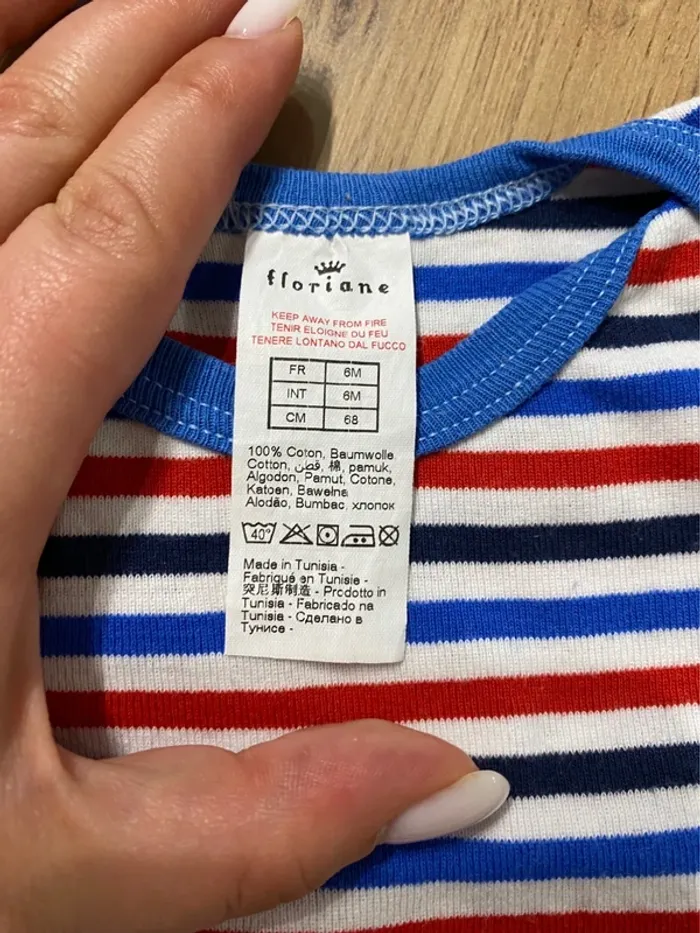 floriane
KEEP AWAY FROM FIRE
TENIR ELOIGNE DU FEU
TENERE LONTANO DAL FUCCO
FR 6M
INT 6M
CM 68
100% Coton, Baumwolle
Cotton, قطن, 棉, pamuk,
Algodon, Pamut, Cotone,
Katoen, Bawełna
Alodão, Bumbac, хлопок
40°
Made in Tunisia -
Fabriqué en Tunisie -
突尼斯制造 - Prodotto in
Tunisia - Fabricado na
Tunisia - Сделано в
Тунисе -